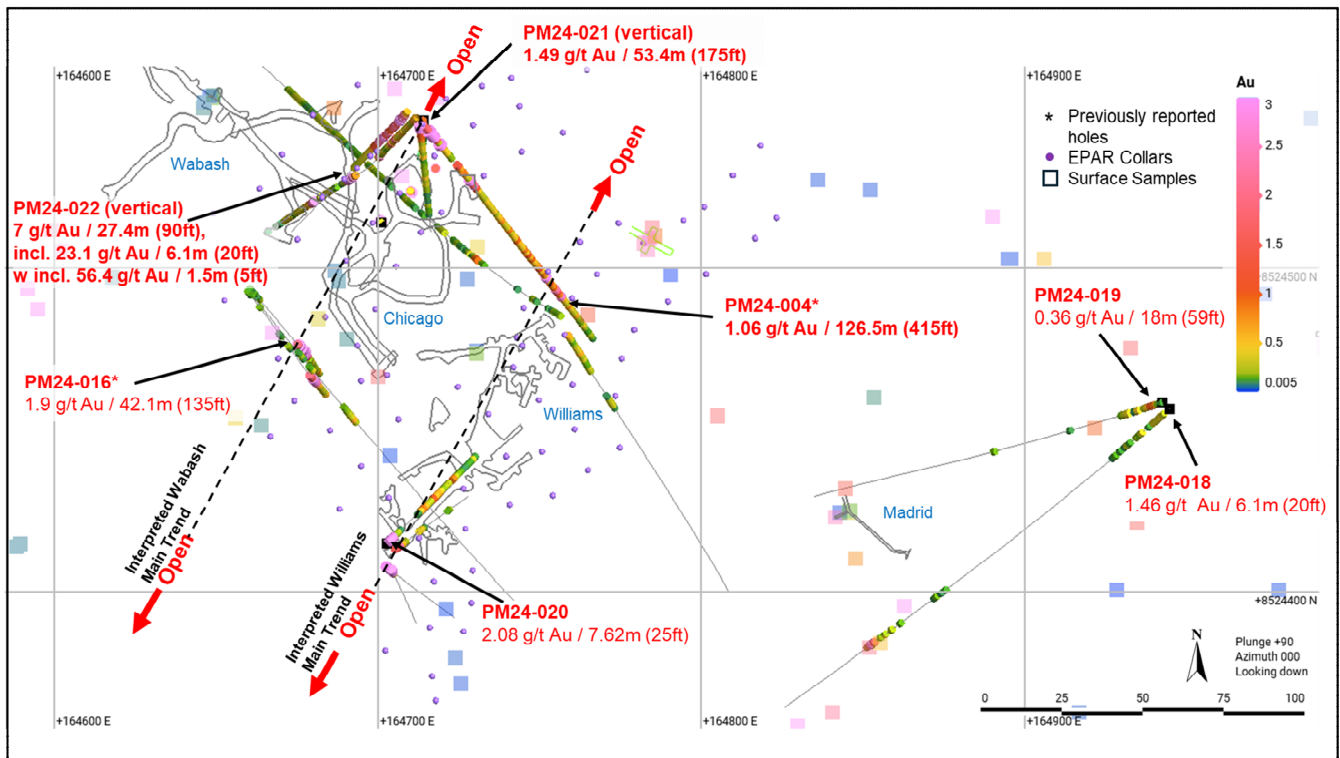 PM24-021 (vertical)
1.49 g/t Au / 53.4m (175ft)
Open
+164600 E
+164700 E
+164800 E
+164900 E
Au
3
2.5
2
1.5
1
0.5
0.005
* Previously reported
holes
EPAR Collars
Surface Samples
Open
Wabash
PM24-022 (vertical)
7 g/t Au / 27.4m (90ft),
incl. 23.1 g/t Au / 6.1m (20ft)
w incl. 56.4 g/t Au / 1.5m (5ft)
+8524500 N
Chicago
PM24-004*
1.06 g/t Au / 126.5m (415ft)
PM24-019
0.36 g/t Au / 18m (59ft)
PM24-016*
1.9 g/t Au / 42.1m (135ft)
Williams
PM24-018
1.46 g/t Au / 6.1m (20ft)
Madrid
Interpreted Wabash
Main Trend
Open
Interpreted Williams
Main Trend
Open
PM24-020
2.08 g/t Au / 7.62m (25ft)
+8524400 N
N
Plunge +90
Azimuth 000
Looking down
0
25
50
75
100
+164600 E
+164700 E
+164800 E
+164900 E